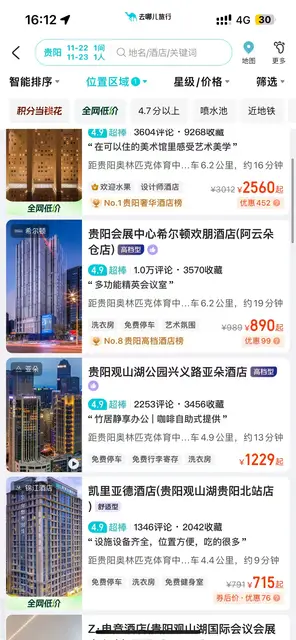 16:12
去哪儿旅行
4G
30
贵阳
11-22
11-23
1间
1人
地名/酒店/关键词
地图
更多
智能排序
位置区域 1
星级/价格
筛选
积分当钱花
全网低价
4.7分以上
喷水池
近地铁
4.9 超棒 3604评论·9268收藏
“ 在可以住的美术馆里感受艺术美学 ”
距贵阳奥林匹克体育中...车6.2公里，约16分钟
欢迎水果 设计师酒店
¥3012 ¥2560起
No.1 贵阳奢华酒店榜
优惠452
全网低价
希尔顿
贵阳会展中心希尔顿欢朋酒店(阿云朵
仓店) 高档型
4.9 超棒 1.0万评论·3570收藏
“ 多功能精英会议室 ”
距贵阳奥林匹克体育中...车6.2公里，约19分钟
洗衣房 免费停车 艺术氛围
¥989 ¥890起
No.8 贵阳高档酒店榜
优惠99
全网低价
亚朵
贵阳观山湖公园兴义路亚朵酒店 高档型
4.9 超棒 2253评论·3456收藏
“ 竹居静享办公 | 咖啡自助式提供 ”
距贵阳奥林匹克体育中...车4.9公里，约13分钟
免费停车 免费行李寄存 洗衣房
¥1229起
锦江酒店
凯里亚德酒店(贵阳观山湖贵阳北站店
) 舒适型
4.9 超棒 1346评论·2042收藏
“ 设施设备齐全，位置方便，吃的很多 ”
距贵阳奥林匹克体育中...车4.4公里，约9分钟
免费停车 洗衣房 免费健身室
¥791 ¥715起
券后价·优惠76
全网低价
Z+电竞酒店(贵阳观山湖国际会议会展